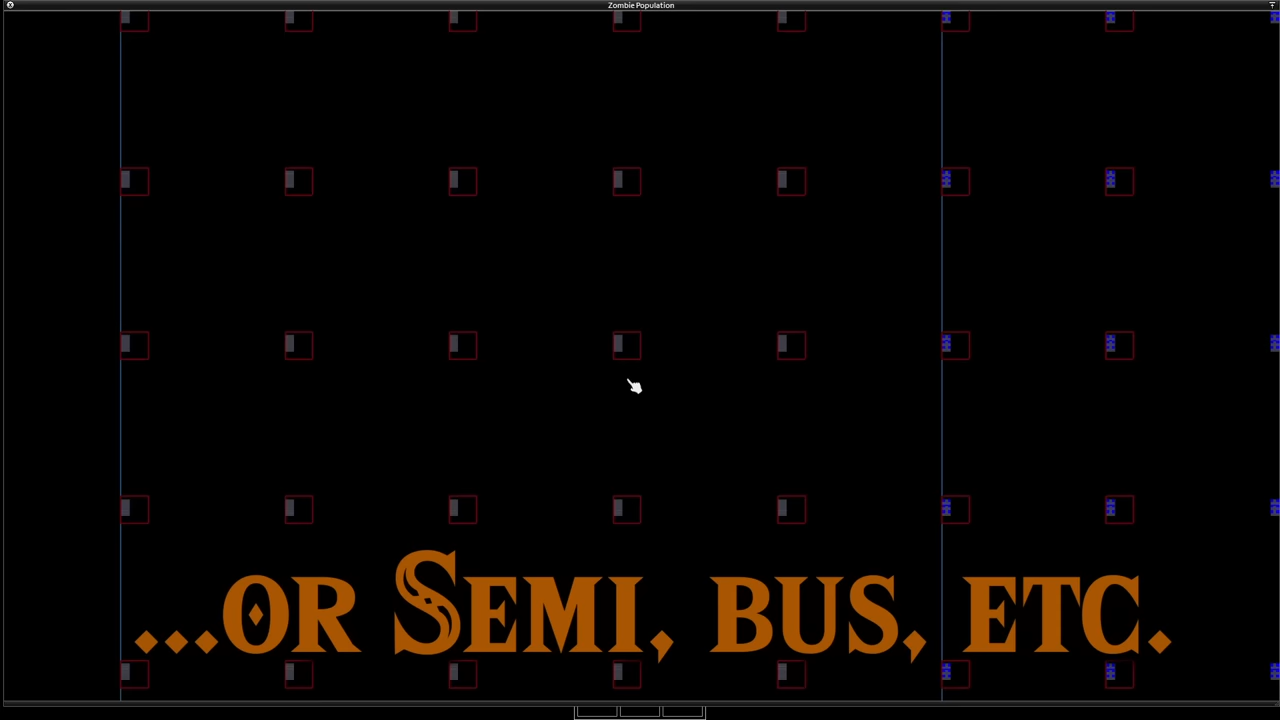 Zombie Population
...or Semi, bus, etc.